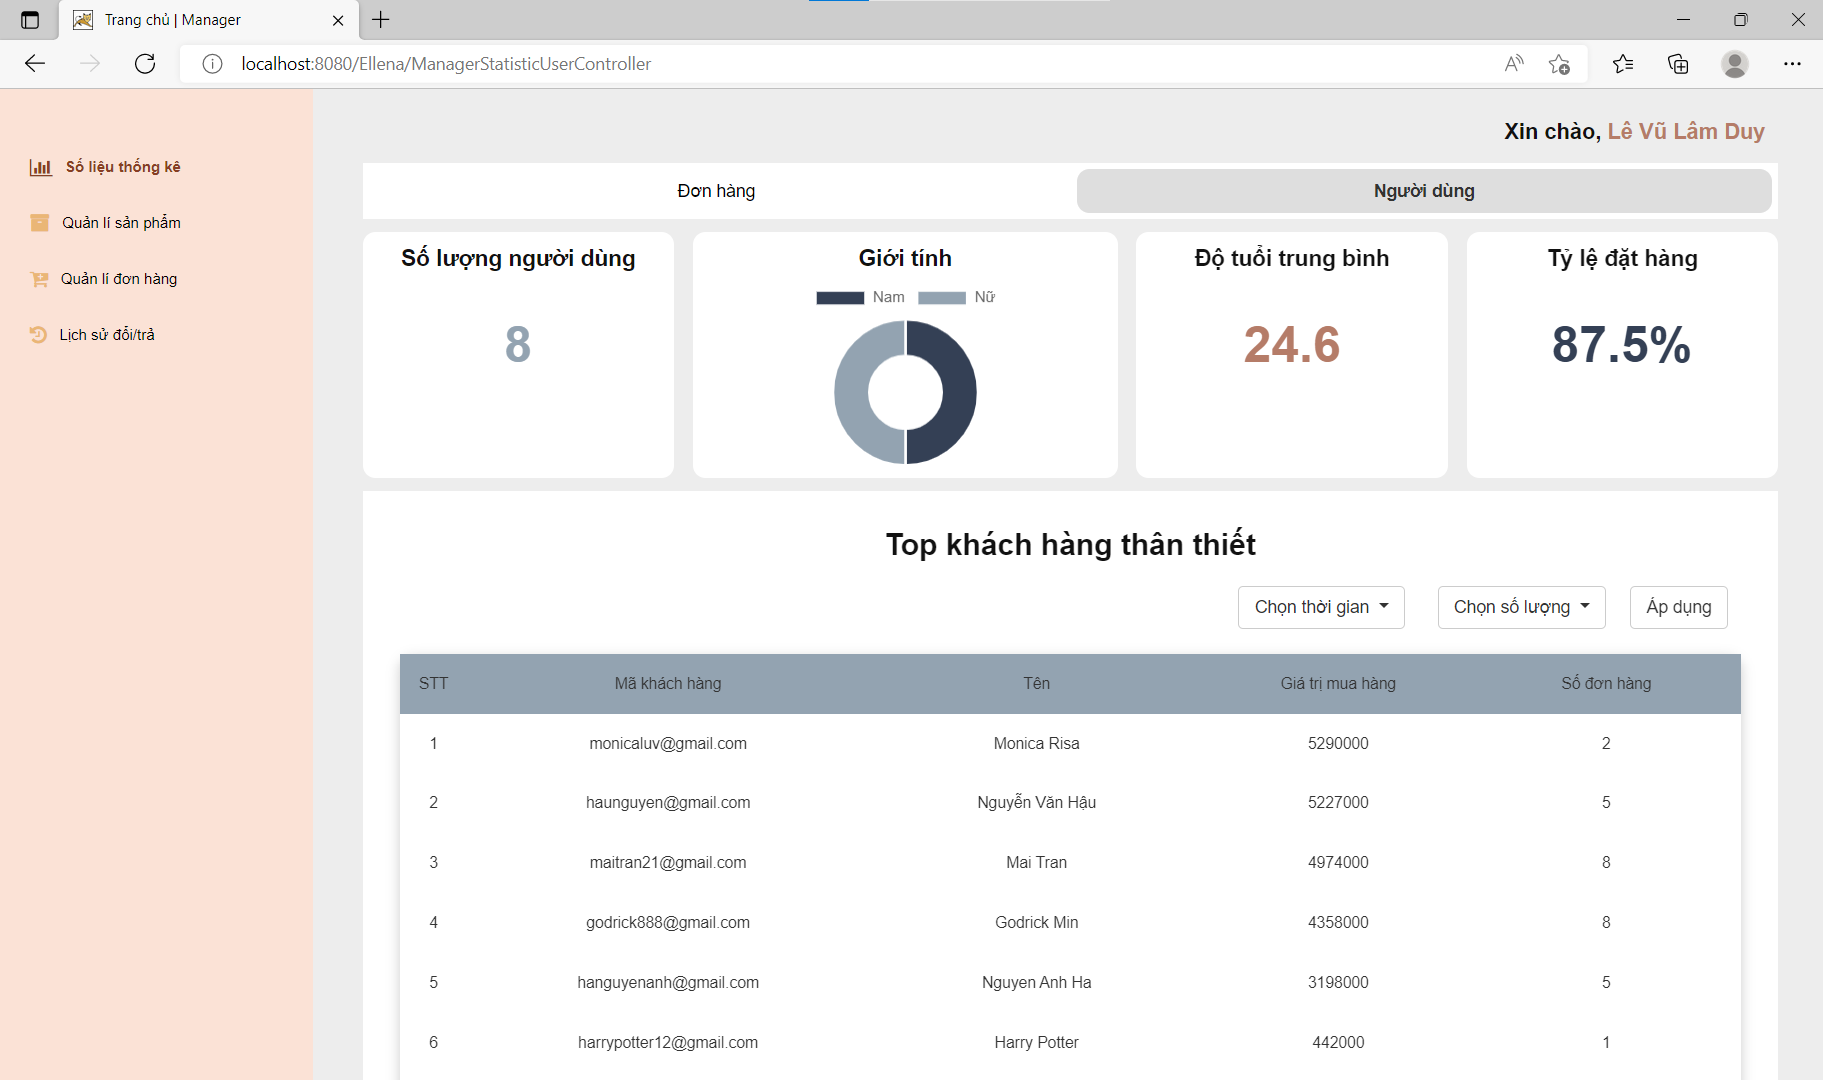 Trang chủ | Manager
localhost:8080/Ellena/ManagerStatisticUserController
Xin chào, Lê Vũ Lâm Duy
Số liệu thống kê
Quản lí sản phẩm
Quản lí đơn hàng
Lịch sử đổi/trả
Đơn hàng
Người dùng
Số lượng người dùng
8
Giới tính
Nam Nữ
Độ tuổi trung bình
24.6
Tỷ lệ đặt hàng
87.5%
Top khách hàng thân thiết
Chọn thời gian Chọn số lượng Áp dụng
STT Mã khách hàng Tên Giá trị mua hàng Số đơn hàng
1 monicaluv@gmail.com Monica Risa 5290000 2
2 haunguyen@gmail.com Nguyễn Văn Hậu 5227000 5
3 maitran21@gmail.com Mai Tran 4974000 8
4 godrick888@gmail.com Godrick Min 4358000 8
5 hanguyenanh@gmail.com Nguyen Anh Ha 3198000 5
6 harrypotter12@gmail.com Harry Potter 442000 1